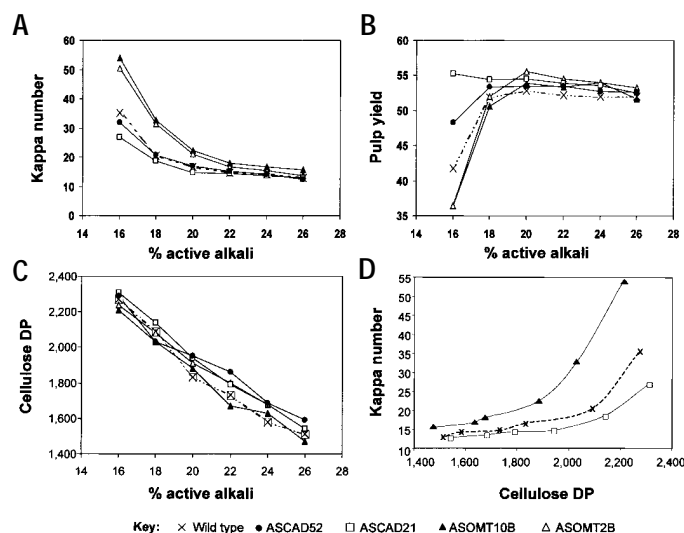 A
Kappa number
60
50
40
30
20
10
0
14 16 18 20 22 24 26 28
% active alkali
B
Pulp yield
60
55
50
45
40
35
14 16 18 20 22 24 26 28
% active alkali
C
Cellulose DP
2,400
2,200
2,000
1,800
1,600
1,400
14 16 18 20 22 24 26 28
% active alkali
D
Kappa number
55
45
35
25
15
10
1,400 1,600 1,800 2,000 2,200 2,400
Cellulose DP
Key: Wild type ASCAD52 ASCAD21 ASOMT10B ASOMT2B